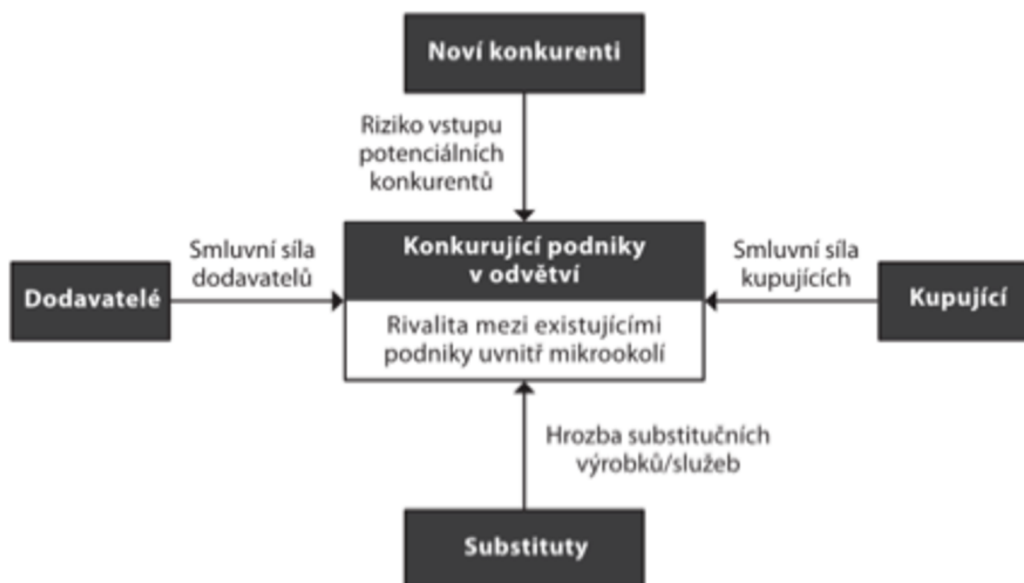 Noví konkurenti
Riziko vstupu
potenciálních
konkurentů
Konkurující podniky
v odvětví
Smluvní síla
dodavatelů
Smluvní síla
kupujících
Dodavatelé
Kupující
Rivalita mezi existujícími
podniky uvnitř mikrookolí
Hrozba substitučních
výrobků/služeb
Substituty